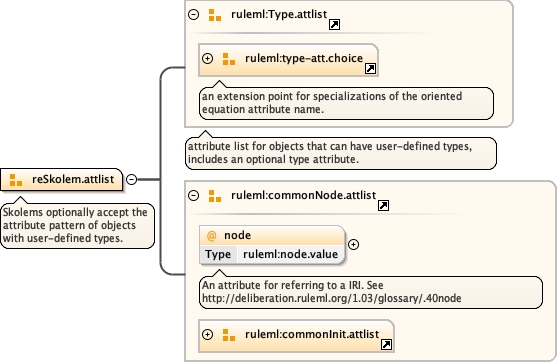 ruleml:Type.attlist
ruleml:type-att.choice
an extension point for specializations of the oriented
equation attribute name.
attribute list for objects that can have user-defined types,
includes an optional type attribute.
reSkolem.attlist
Skolems optionally accept the
attribute pattern of objects
with user-defined types.
ruleml:commonNode.attlist
@ node
Type ruleml:node.value
An attribute for referring to a IRI. See
http://deliberation.ruleml.org/1.03/glossary/.40node
ruleml:commonInit.attlist